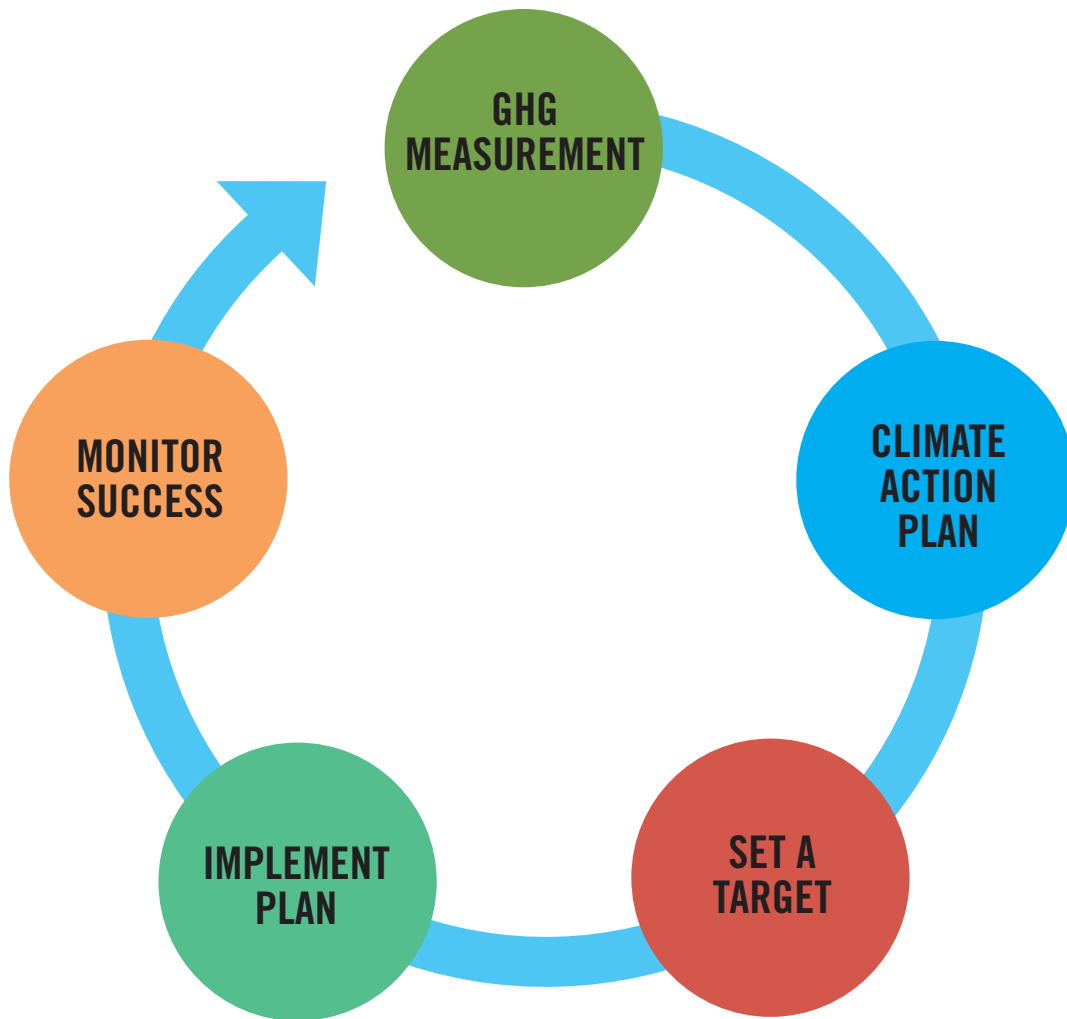 GHG
MEASUREMENT
CLIMATE
ACTION
PLAN
SET A
TARGET
IMPLEMENT
PLAN
MONITOR
SUCCESS